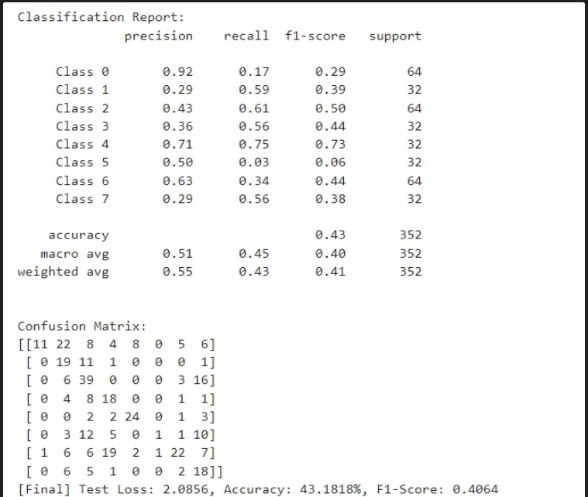 Classification Report:
precision recall f1-score support
Class 0 0.92 0.17 0.29 64
Class 1 0.29 0.59 0.39 32
Class 2 0.43 0.61 0.50 64
Class 3 0.36 0.56 0.44 32
Class 4 0.71 0.75 0.73 32
Class 5 0.50 0.03 0.06 32
Class 6 0.63 0.34 0.44 64
Class 7 0.29 0.56 0.38 32
accuracy 0.43 352
macro avg 0.51 0.45 0.40 352
weighted avg 0.55 0.43 0.41 352
Confusion Matrix:
[[11 22 8 4 8 0 5 6]
[ 0 19 11 1 0 0 0 1]
[ 0 6 39 0 0 0 3 16]
[ 0 4 8 18 0 0 1 1]
[ 0 0 2 2 24 0 1 3]
[ 0 3 12 5 0 1 1 10]
[ 1 6 6 19 2 1 22 7]
[ 0 6 5 1 0 0 2 18]]
[Final] Test Loss: 2.0856, Accuracy: 43.1818%, F1-Score: 0.4064